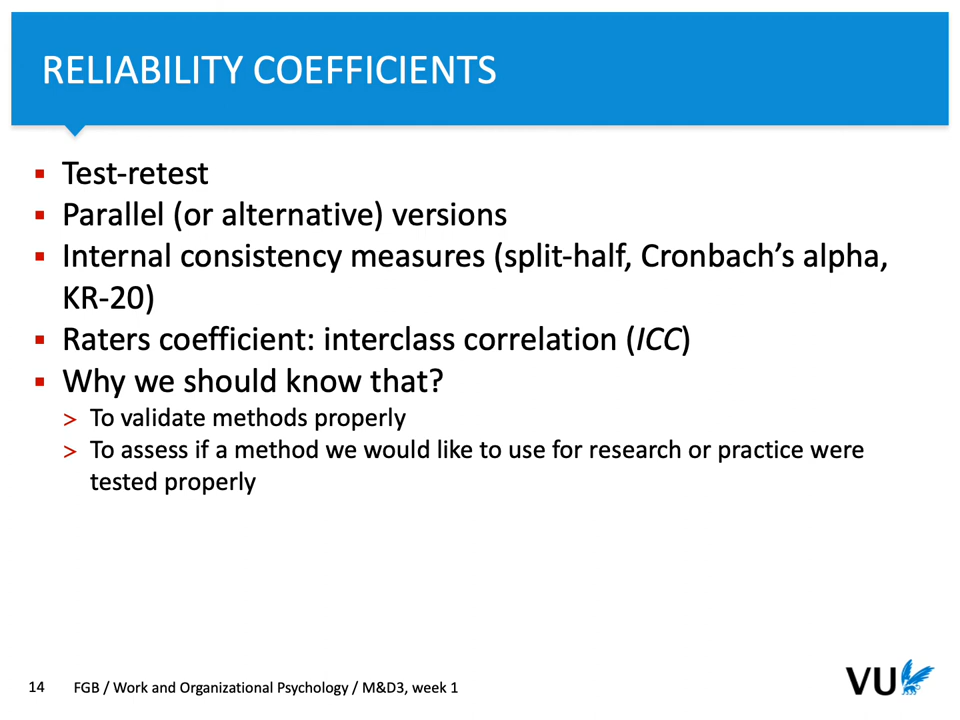 RELIABILITY COEFFICIENTS
▪ Test-retest
▪ Parallel (or alternative) versions
▪ Internal consistency measures (split-half, Cronbach’s alpha,
KR-20)
▪ Raters coefficient: interclass correlation (ICC)
▪ Why we should know that?
> To validate methods properly
> To assess if a method we would like to use for research or practice were
tested properly
14 FGB / Work and Organizational Psychology / M&D3, week 1
VU